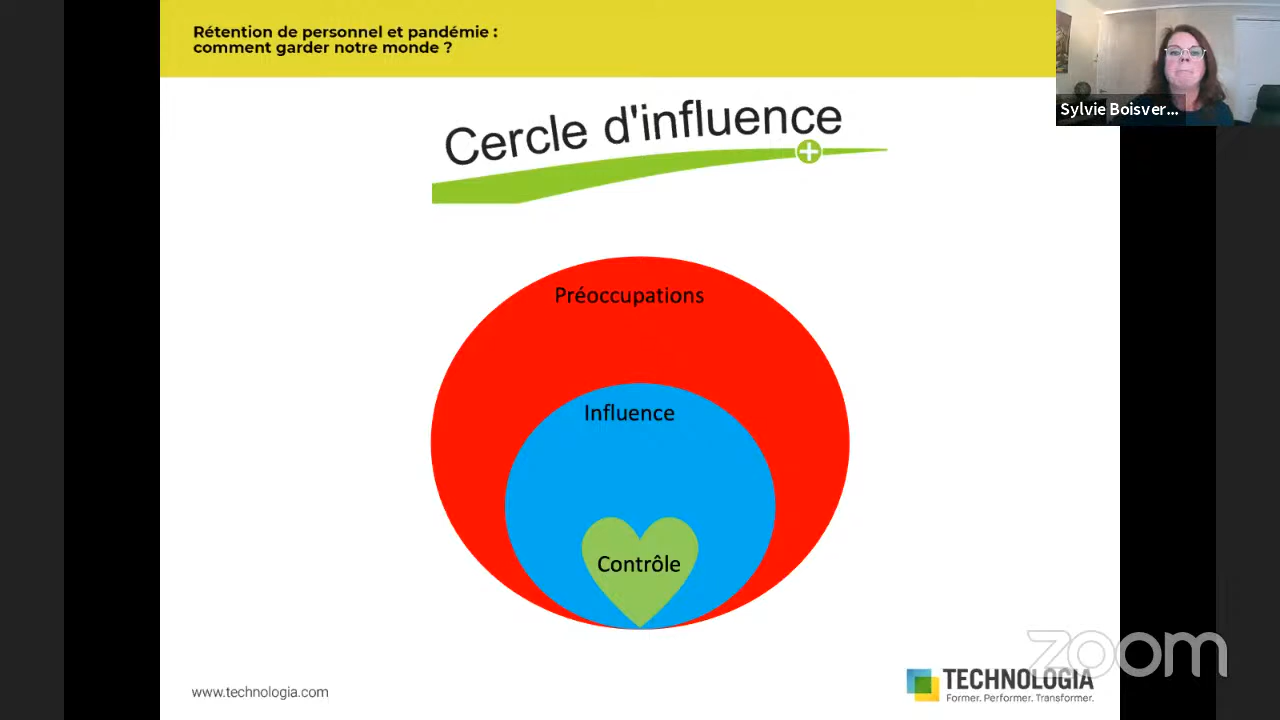 Rétention de personnel et pandémie :
comment garder notre monde ?
Sylvie Boisver...
Cercle d'influence
Préoccupations
Influence
Contrôle
www.technologia.com
TECHNOLOGIA
Former. Performer. Transformer.
zoom